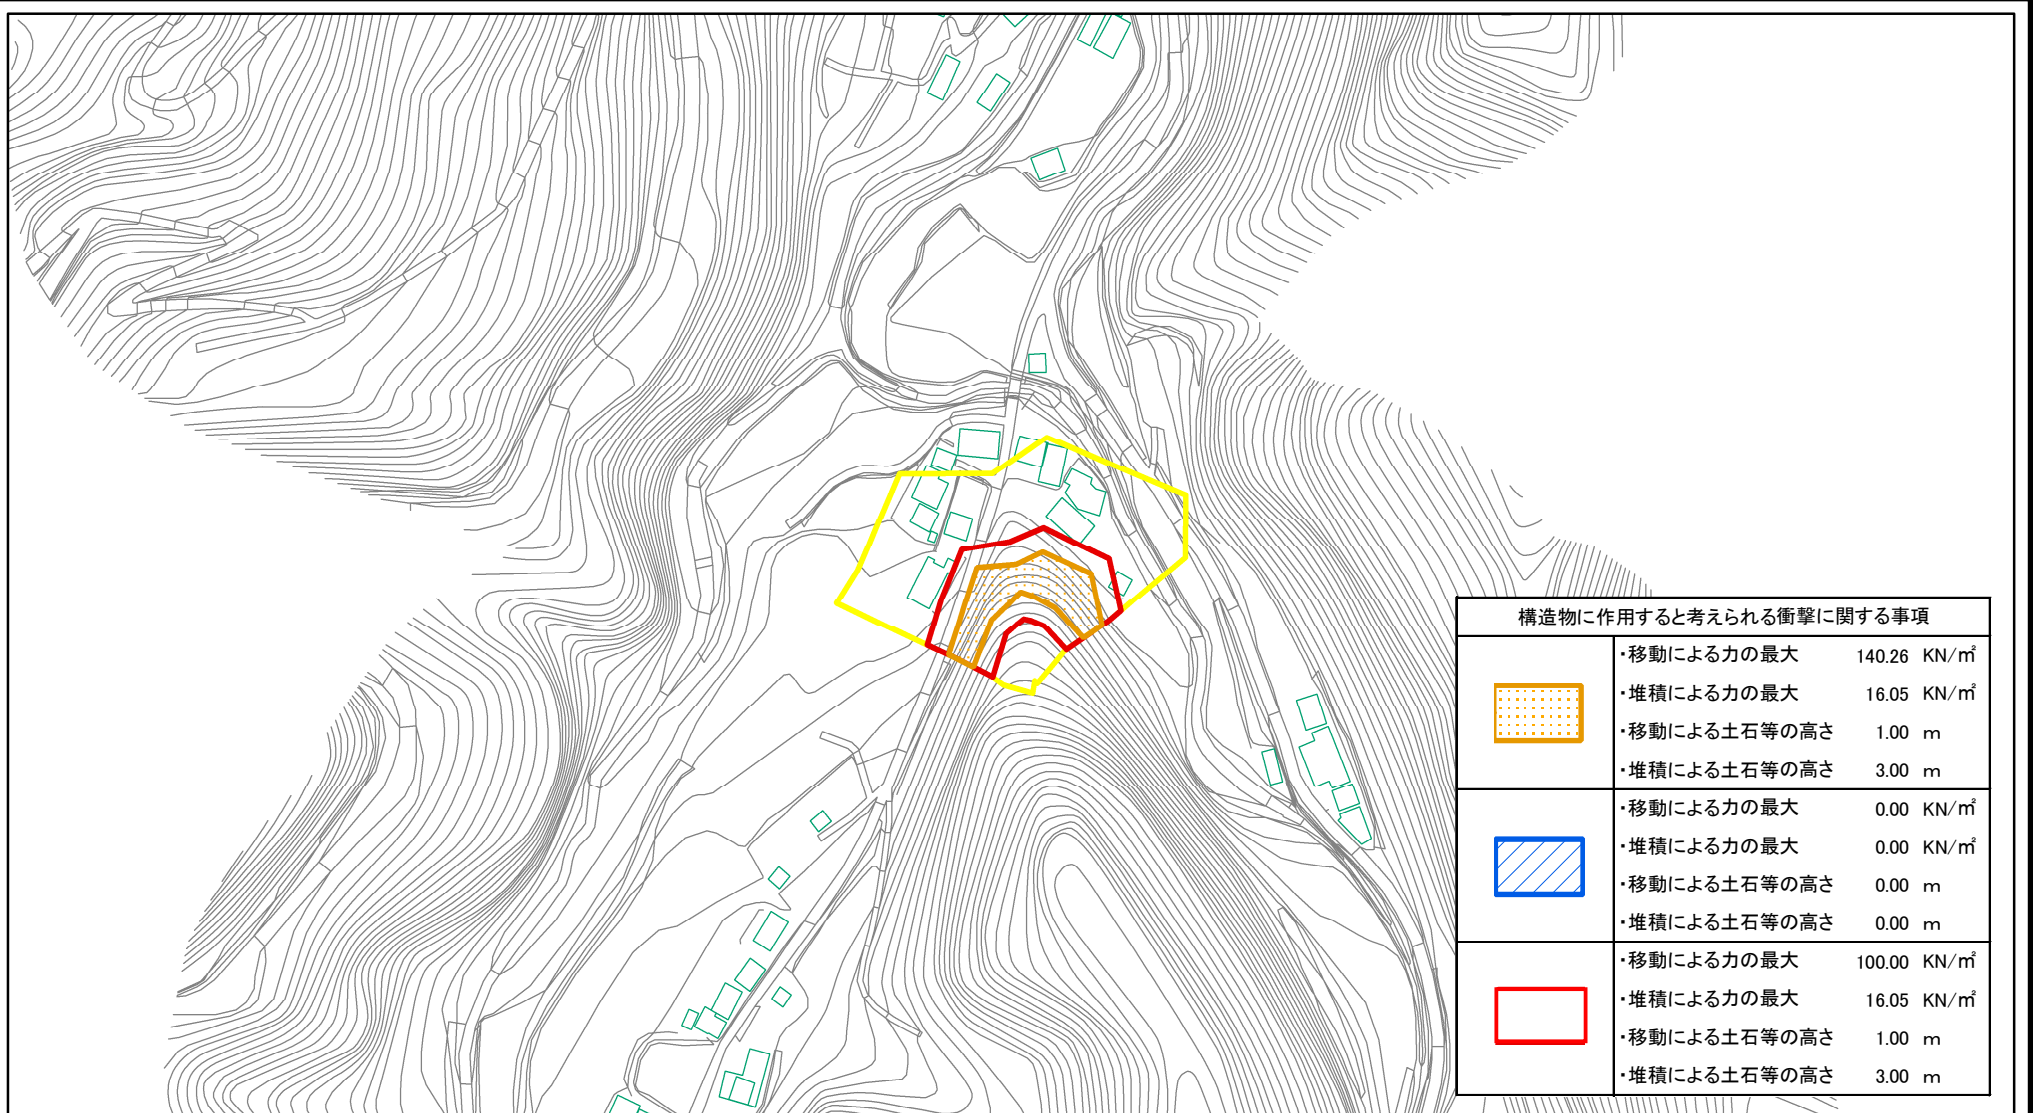 構造物に作用すると考えられる衝撃に関する事項
・移動による力の最大 140.26 KN/㎡
・堆積による力の最大 16.05 KN/㎡
・移動による土石等の高さ 1.00 m
・堆積による土石等の高さ 3.00 m
・移動による力の最大 0.00 KN/㎡
・堆積による力の最大 0.00 KN/㎡
・移動による土石等の高さ 0.00 m
・堆積による土石等の高さ 0.00 m
・移動による力の最大 100.00 KN/㎡
・堆積による力の最大 16.05 KN/㎡
・移動による土石等の高さ 1.00 m
・堆積による土石等の高さ 3.00 m